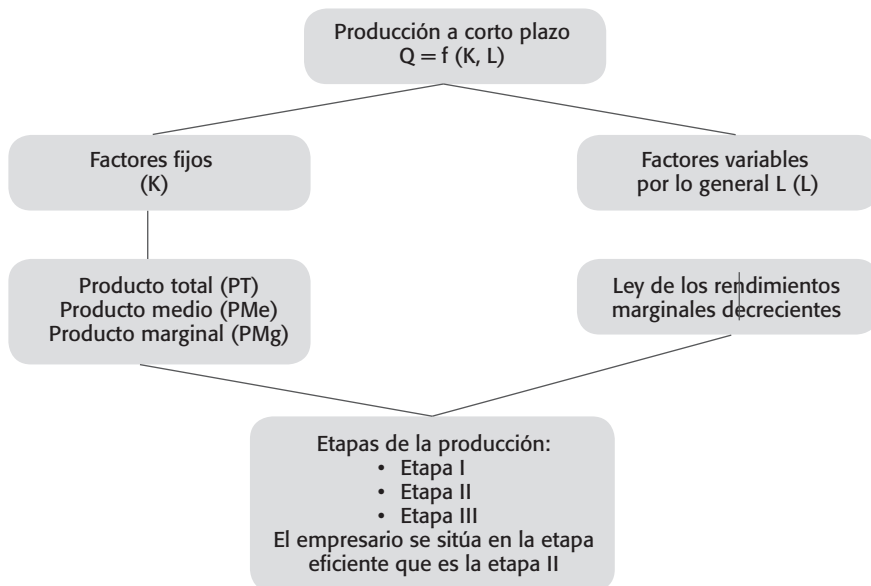 Producción a corto plazo
Q = f (K, L)
Factores fijos
(K)
Factores variables
por lo general L (L)
Producto total (PT)
Producto medio (PMe)
Producto marginal (PMg)
Ley de los rendimientos
marginales decrecientes
Etapas de la producción:
• Etapa I
• Etapa II
• Etapa III
El empresario se sitúa en la etapa
eficiente que es la etapa II